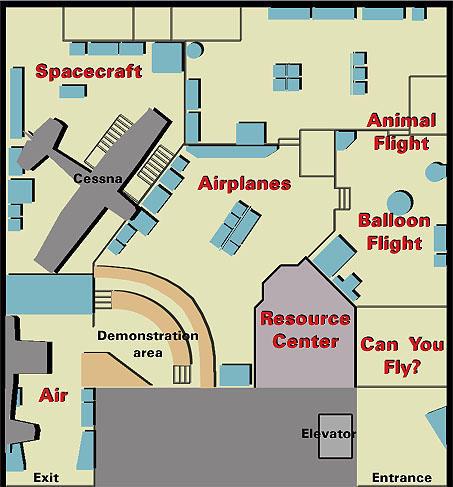 Spacecraft
Animal
Flight
Cessna
Airplanes
Balloon
Flight
Resource
Center
Demonstration
area
Can You
Fly?
Air
Elevator
Exit
Entrance